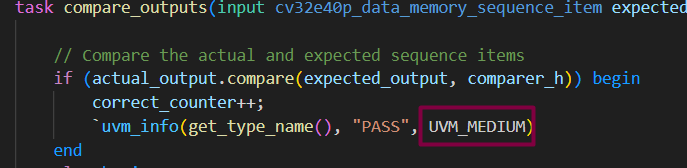 task compare_outputs(input cv32e40p_data_memory_sequence_item expected
// Compare the actual and expected sequence items
if (actual_output.compare(expected_output, comparer_h)) begin
correct_counter++;
`uvm_info(get_type_name(), "PASS", UVM_MEDIUM)
end